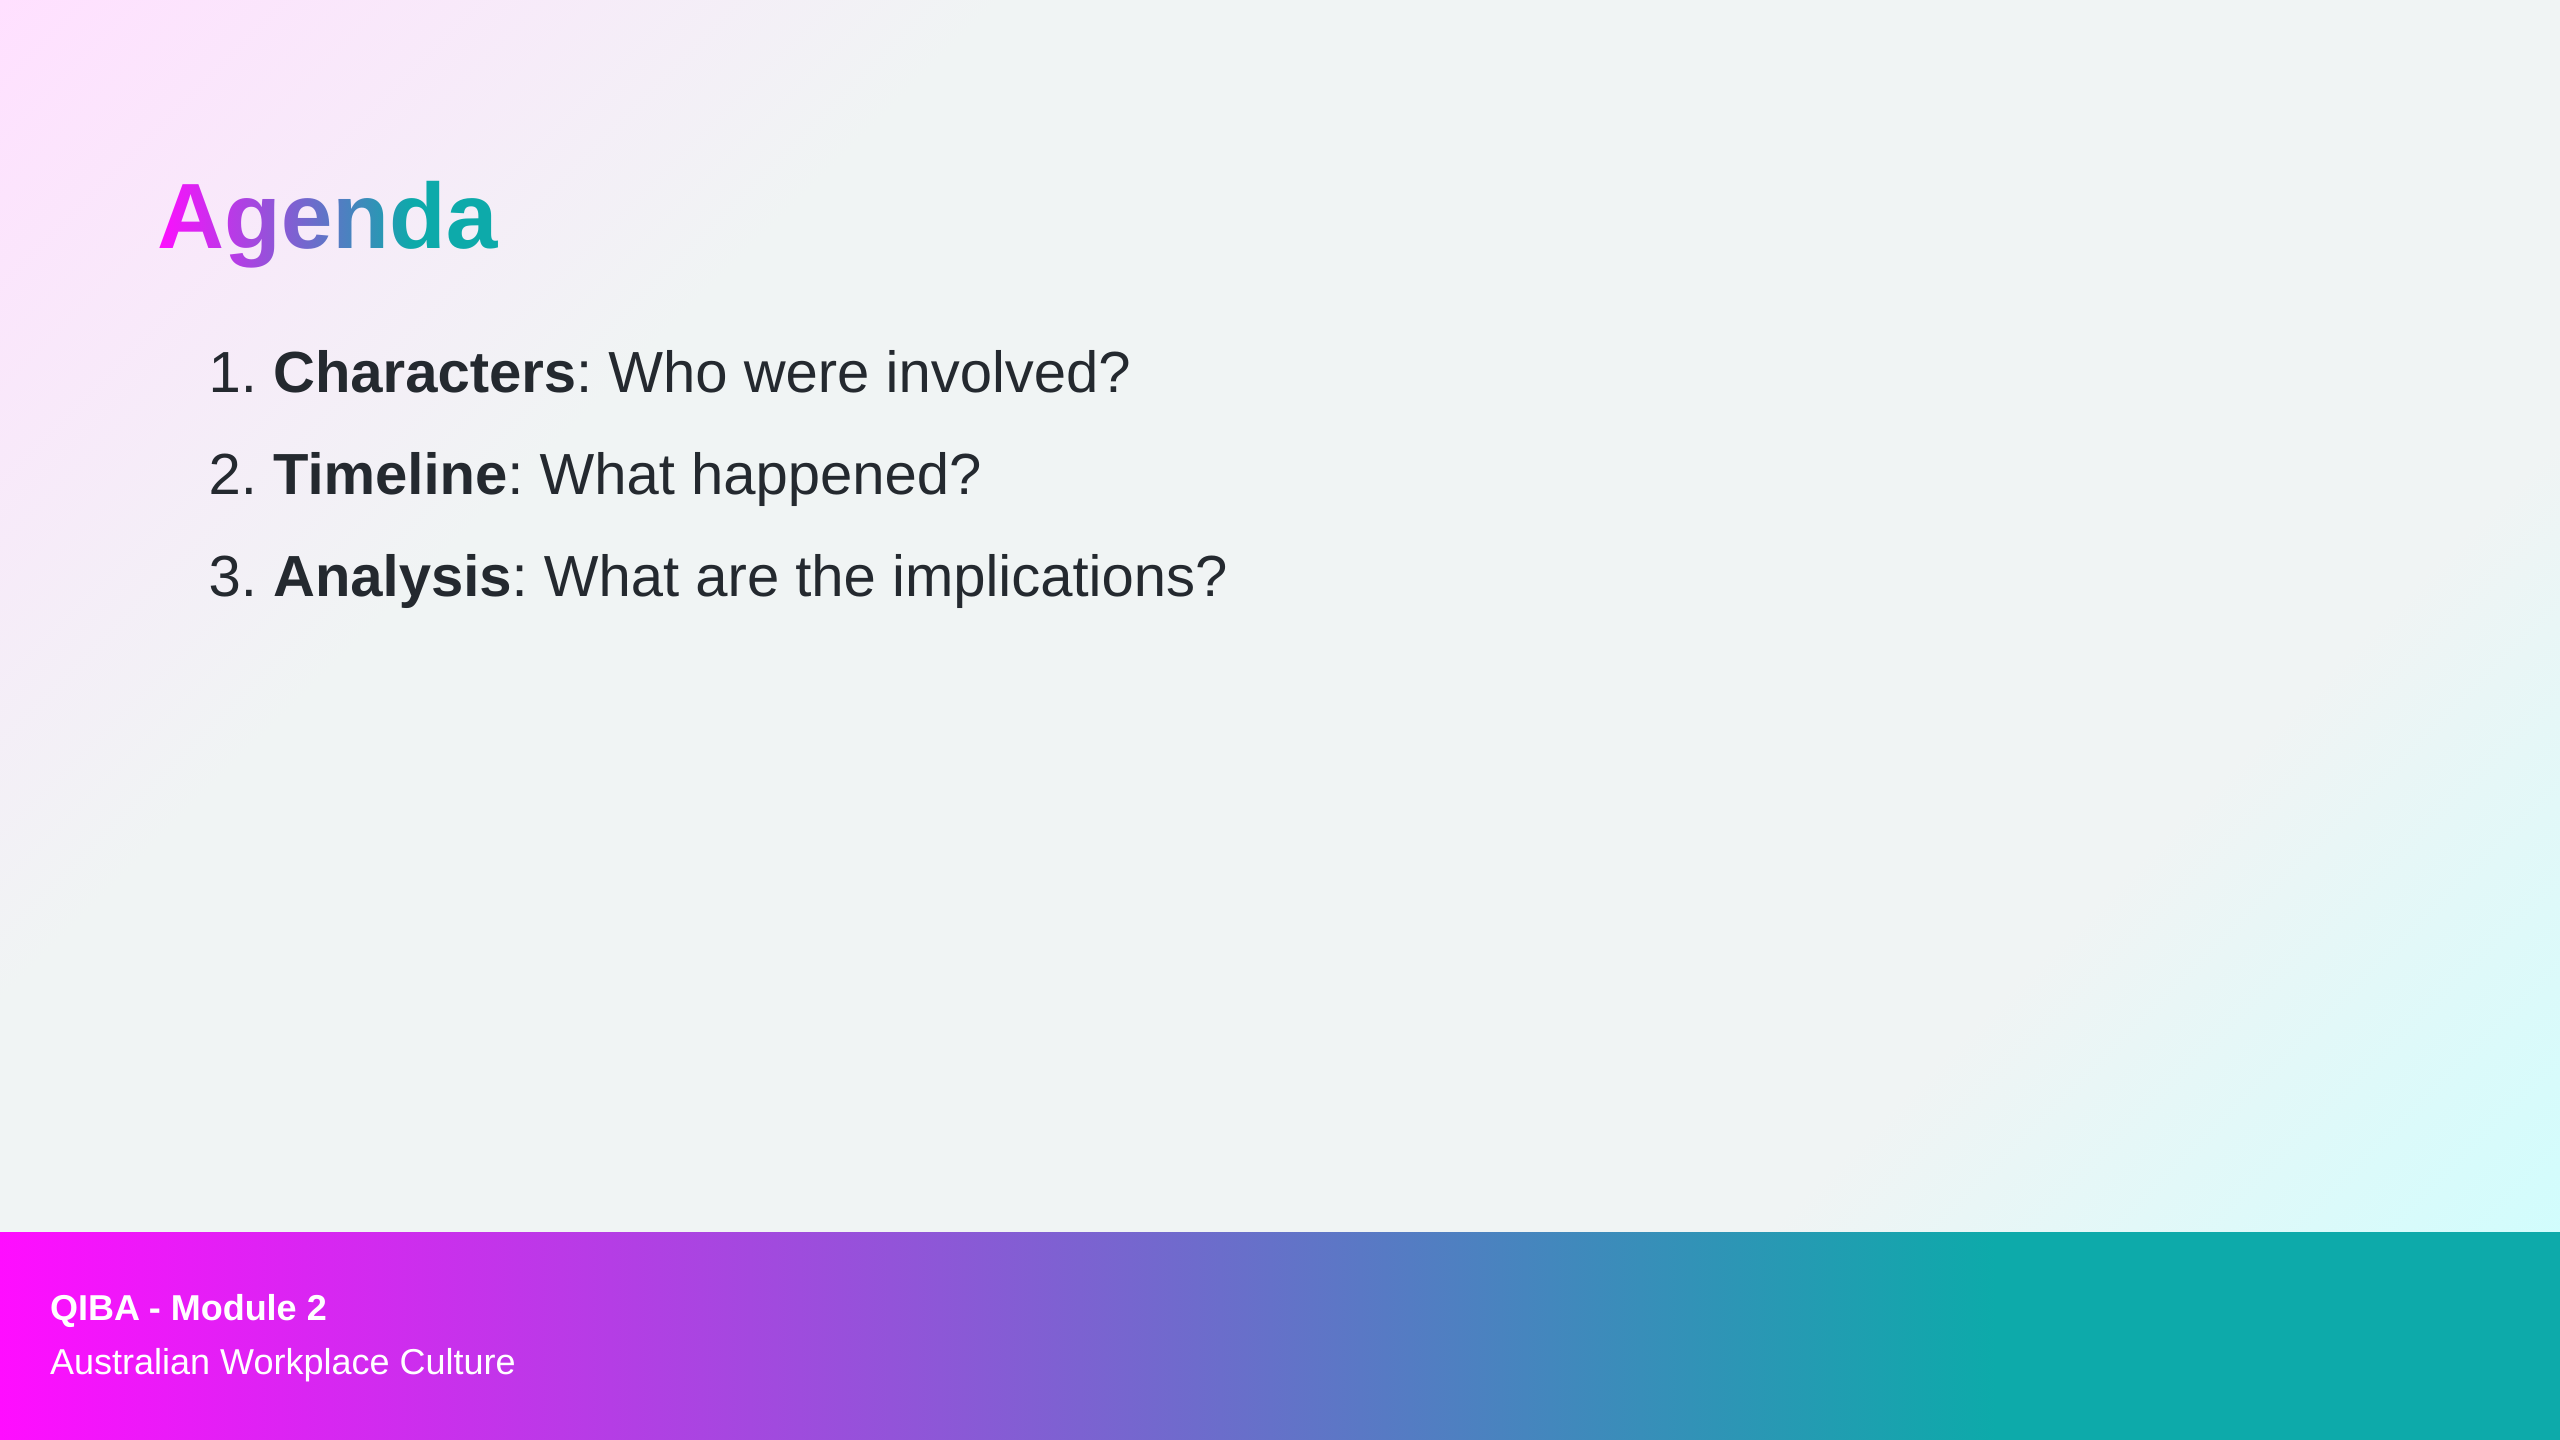 Agenda
1. Characters: Who were involved?
2. Timeline: What happened?
3. Analysis: What are the implications?
QIBA - Module 2
Australian Workplace Culture